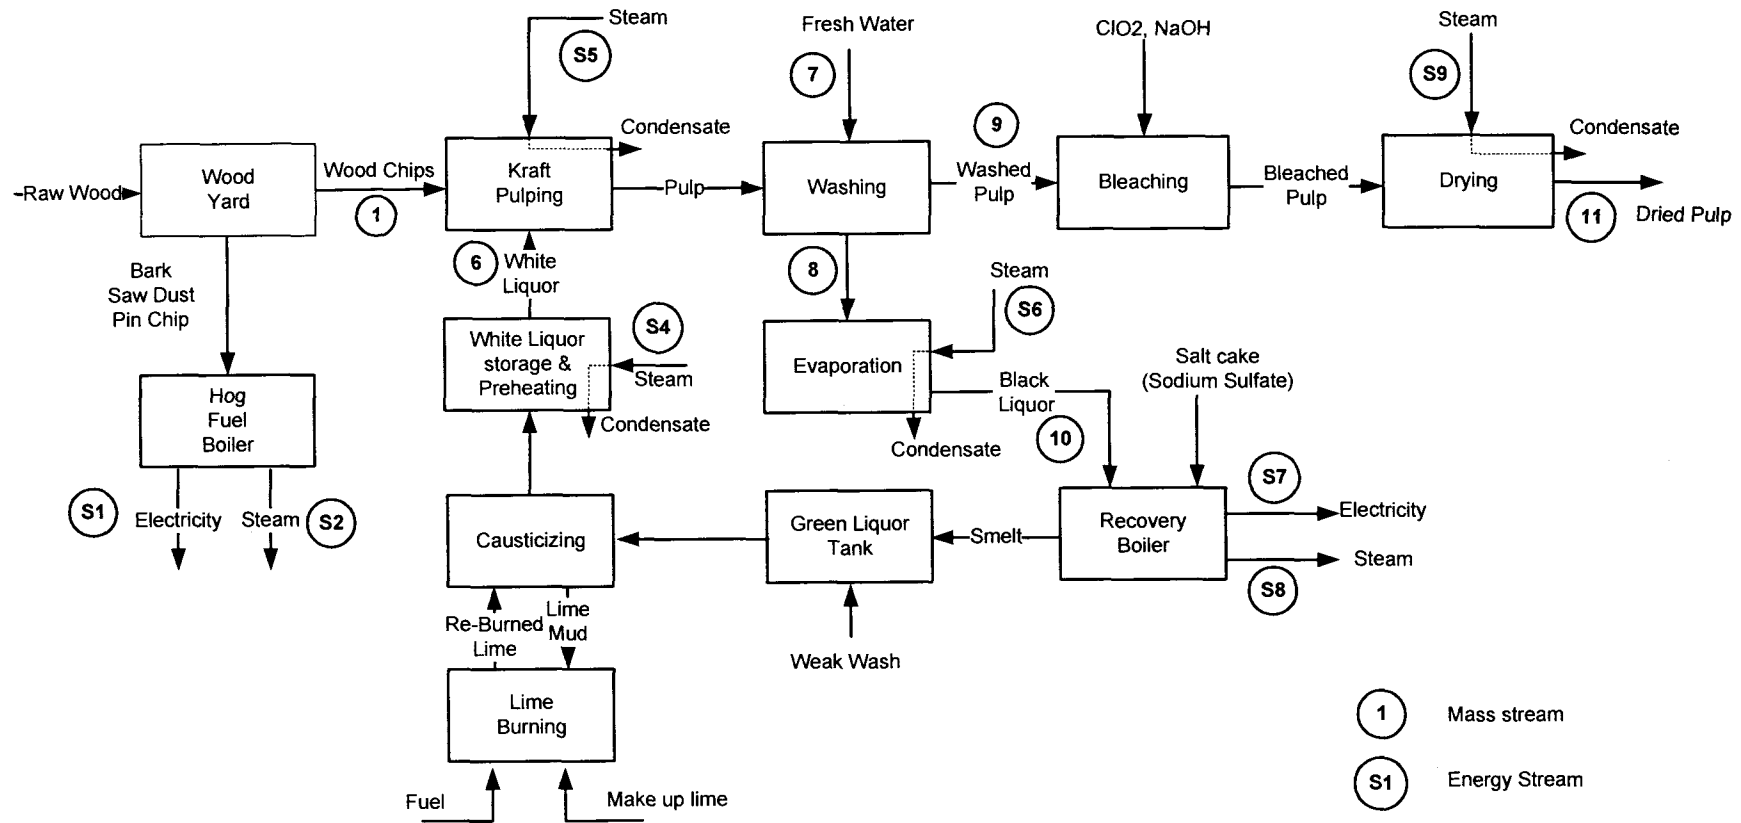 Steam
S5
Fresh Water
7
ClO2, NaOH
Steam
S9
Raw Wood
Wood
Yard
Wood Chips
1
Kraft
Pulping
Condensate
Pulp
Washing
9
Washed
Pulp
Bleaching
Bleached
Pulp
Drying
Condensate
11
Dried Pulp
Bark
Saw Dust
Pin Chip
6
White
Liquor
8
Steam
S6
Hog
Fuel
Boiler
White Liquor
storage &
Preheating
S4
Steam
Condensate
Evaporation
Condensate
Black
Liquor
10
Salt cake
(Sodium Sulfate)
S1
Electricity
Steam
S2
Causticizing
Green Liquor
Tank
Smelt
Recovery
Boiler
S7
Electricity
Steam
S8
Re-Burned
Lime
Lime
Mud
Weak Wash
Lime
Burning
Fuel
Make up lime
1
Mass stream
S1
Energy Stream